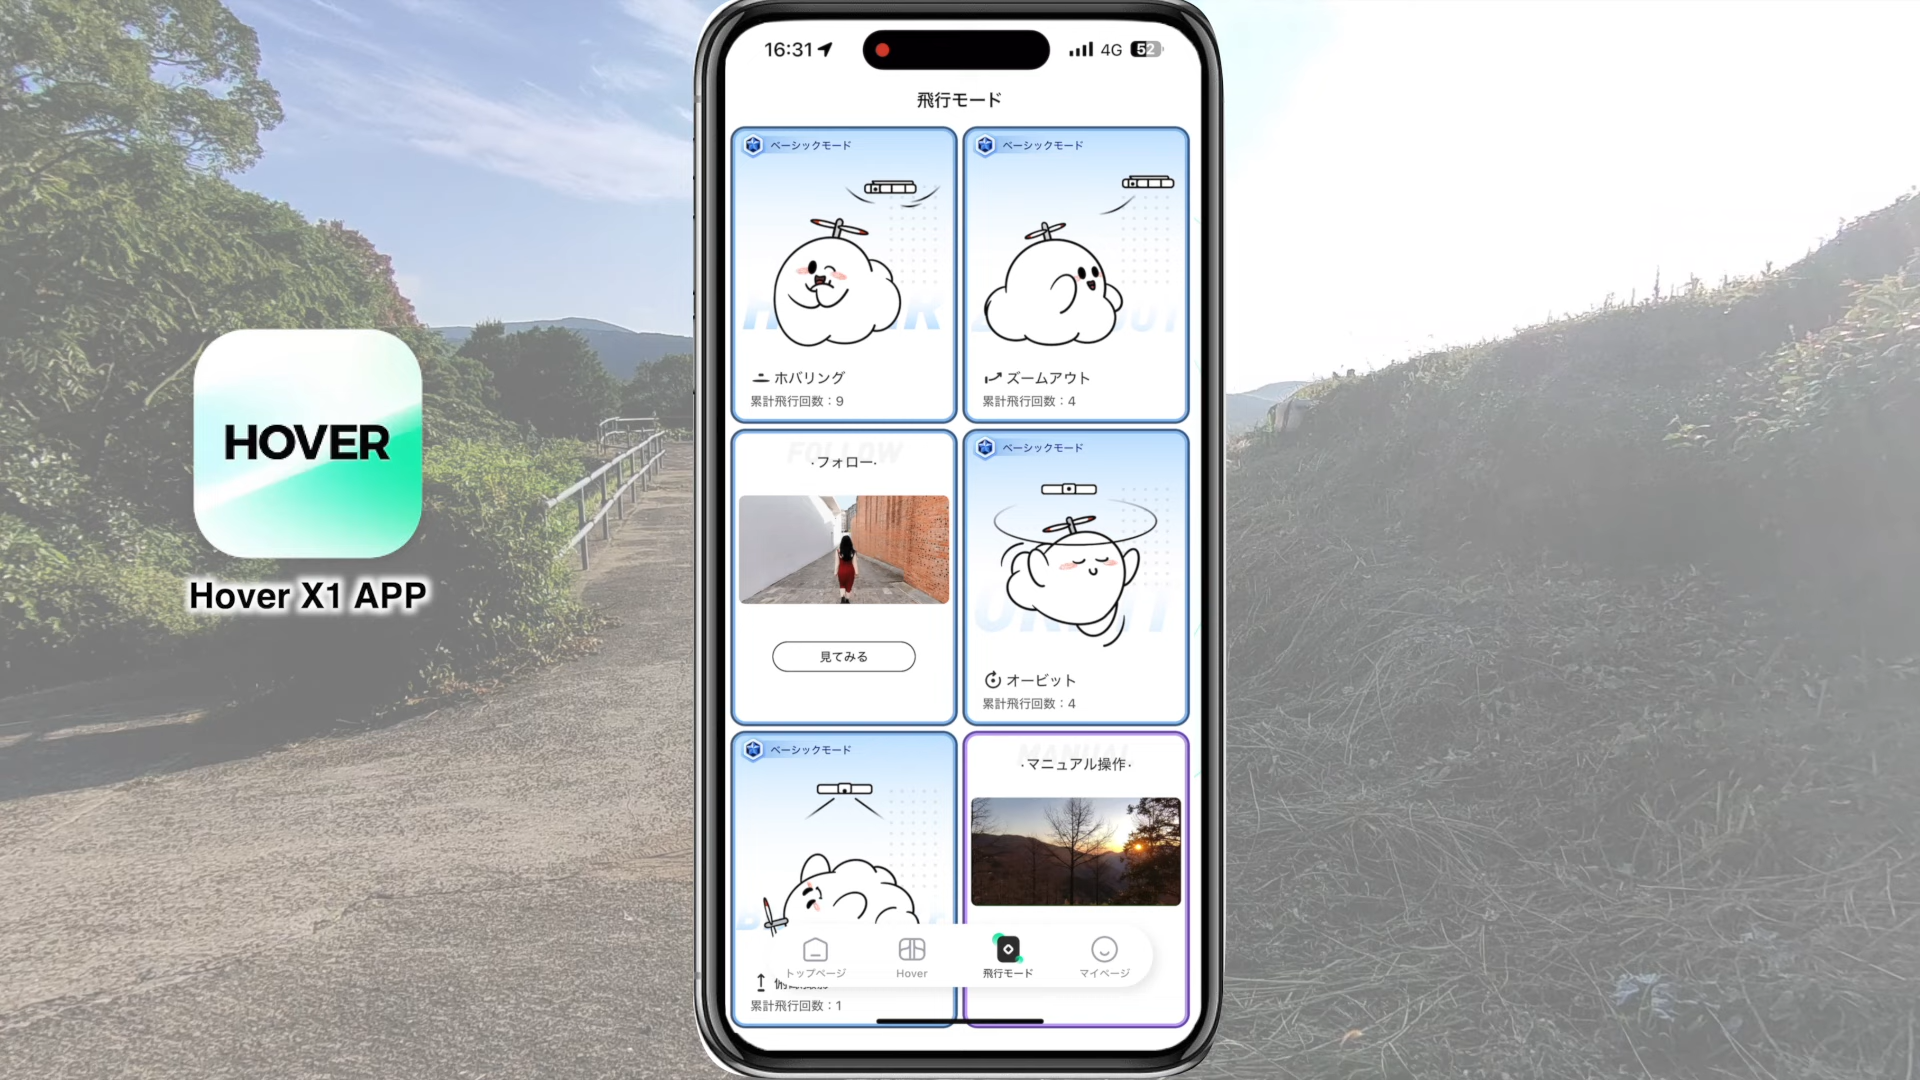 HOVER
Hover X1 APP
16:31
4G
52
飛行モード
ベーシックモード
ホバリング
累計飛行回数：9
ベーシックモード
ズームアウト
累計飛行回数：4
FOLLOW
·フォロー·
見てみる
ベーシックモード
オービット
累計飛行回数：4
ベーシックモード
累計飛行回数：1
MANUAL
·マニュアル操作·
トップページ
Hover
飛行モード
マイページ